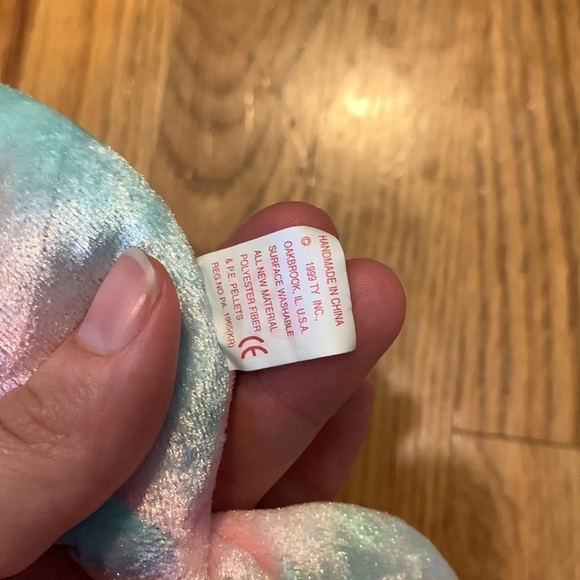 HANDMADE IN CHINA
© 1999 TY INC.,
OAKBROOK, IL. U.S.A.
SURFACE WASHABLE
ALL NEW MATERIAL
POLYESTER FIBER
& P.E. PELLETS
REG.NO PA. 1965(KR)
CE